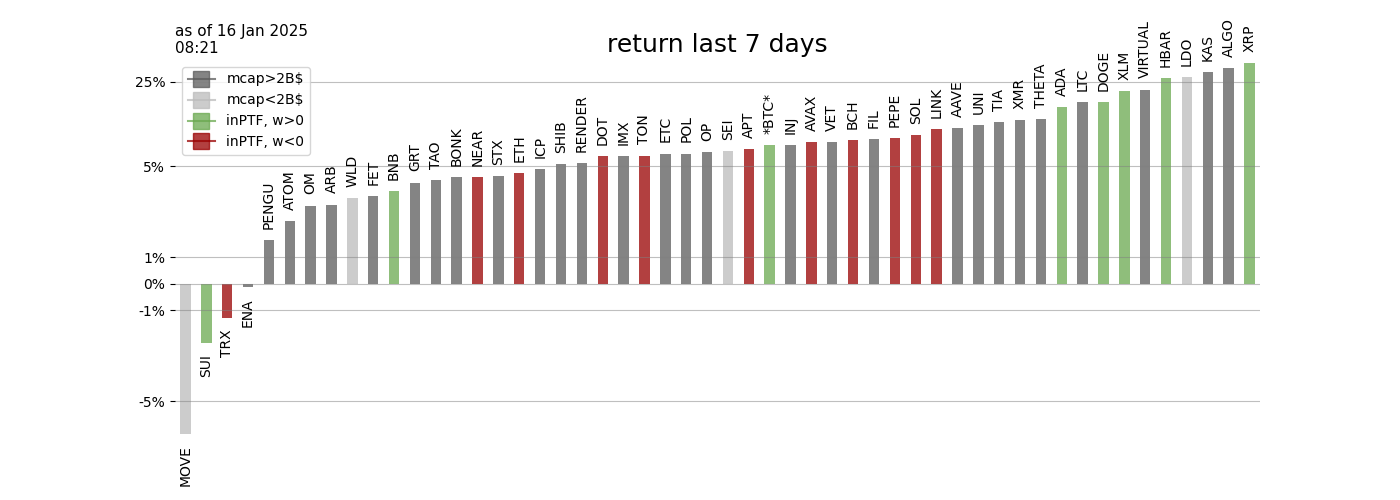 as of 16 Jan 2025
08:21
return last 7 days
mcap>2B$
mcap<2B$
inPTF, w>0
inPTF, w<0
25%
5%
1%
0%
-1%
-5%
MOVE
SUI
TRX
ENA
PENGU
ATOM
OM
ARB
WLD
FET
BNB
GRT
TAO
BONK
NEAR
STX
ETH
ICP
SHIB
RENDER
DOT
IMX
TON
ETC
POL
OP
SEI
APT
*BTC*
INJ
AVAX
VET
BCH
FIL
PEPE
SOL
LINK
AAVE
UNI
TIA
XMR
THETA
ADA
LTC
DOGE
XLM
VIRTUAL
HBAR
LDO
KAS
ALGO
XRP